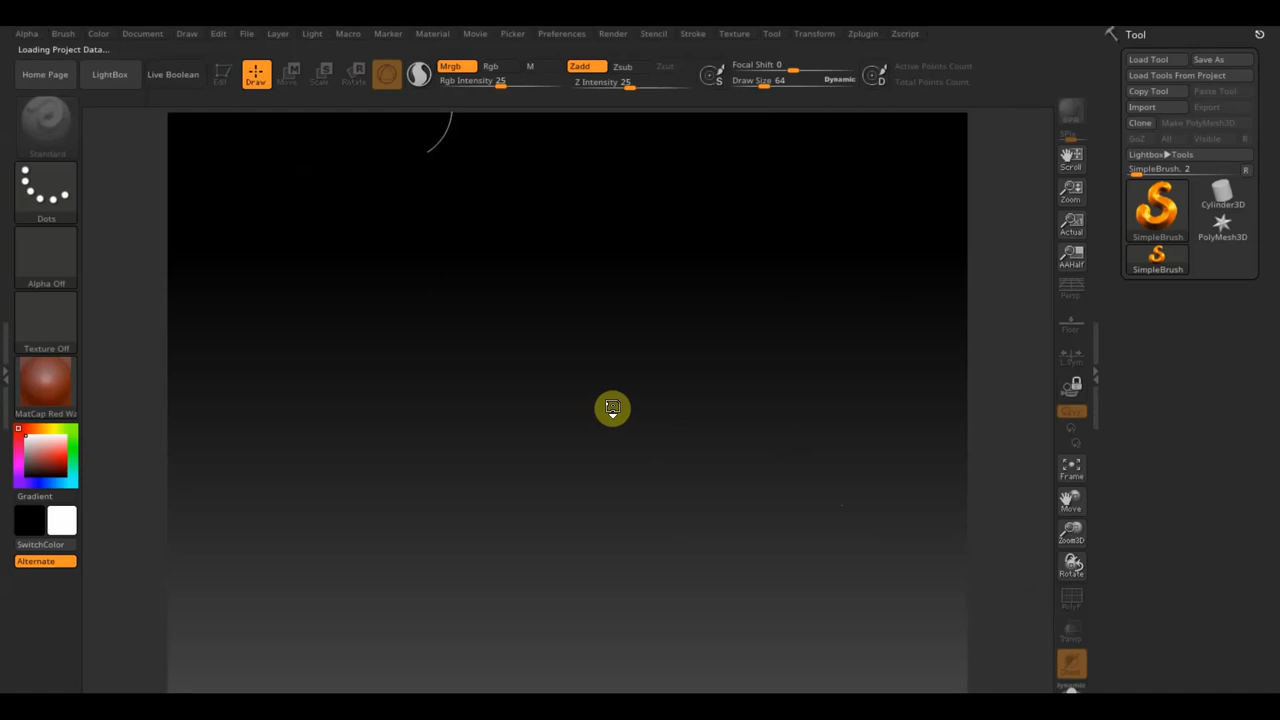 Alpha Brush Color Document Draw Edit File Layer Light Macro Marker Material Movie Picker Preferences Render Stencil Stroke Texture Tool Transform Zplugin Zscript
Loading Project Data...
Home Page LightBox Live Boolean Edit Draw Move Scale Rotate
Mrgb Rgb M
Rgb Intensity 25
Zadd Zsub Zcut
Z Intensity 25
S
Focal Shift 0
Draw Size 64 Dynamic
D
Active Points Count
Total Points Count
Standard
Dots
Alpha Off
Texture Off
MatCap Red Wa
Gradient
SwitchColor
Alternate
BPR
SPix
Scroll
Zoom
Actual
AAHalf
Persp
Floor
L.Sym
Frame
Move
Zoom3D
Rotate
PolyF
Transp
Dynamic
Tool
Load Tool Save As
Load Tools From Project
Copy Tool Paste Tool
Import Export
Clone Make PolyMesh3D
GoZ All Visible R
Lightbox▶Tools
SimpleBrush. 2 R
SimpleBrush
Cylinder3D
PolyMesh3D
SimpleBrush